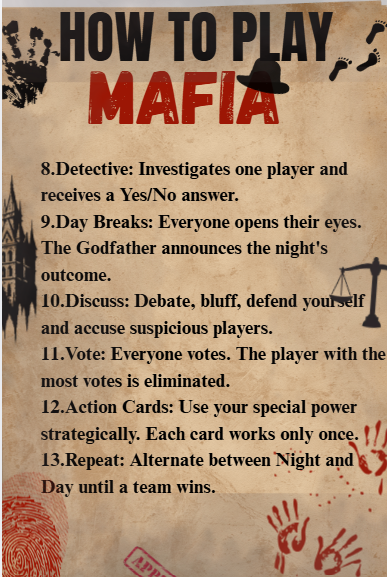 HOW TO PLAY
MAFIA
8.Detective: Investigates one player and
receives a Yes/No answer.
9.Day Breaks: Everyone opens their eyes.
The Godfather announces the night's
outcome.
10.Discuss: Debate, bluff, defend yourself
and accuse suspicious players.
11.Vote: Everyone votes. The player with the
most votes is eliminated.
12.Action Cards: Use your special power
strategically. Each card works only once.
13.Repeat: Alternate between Night and
Day until a team wins.